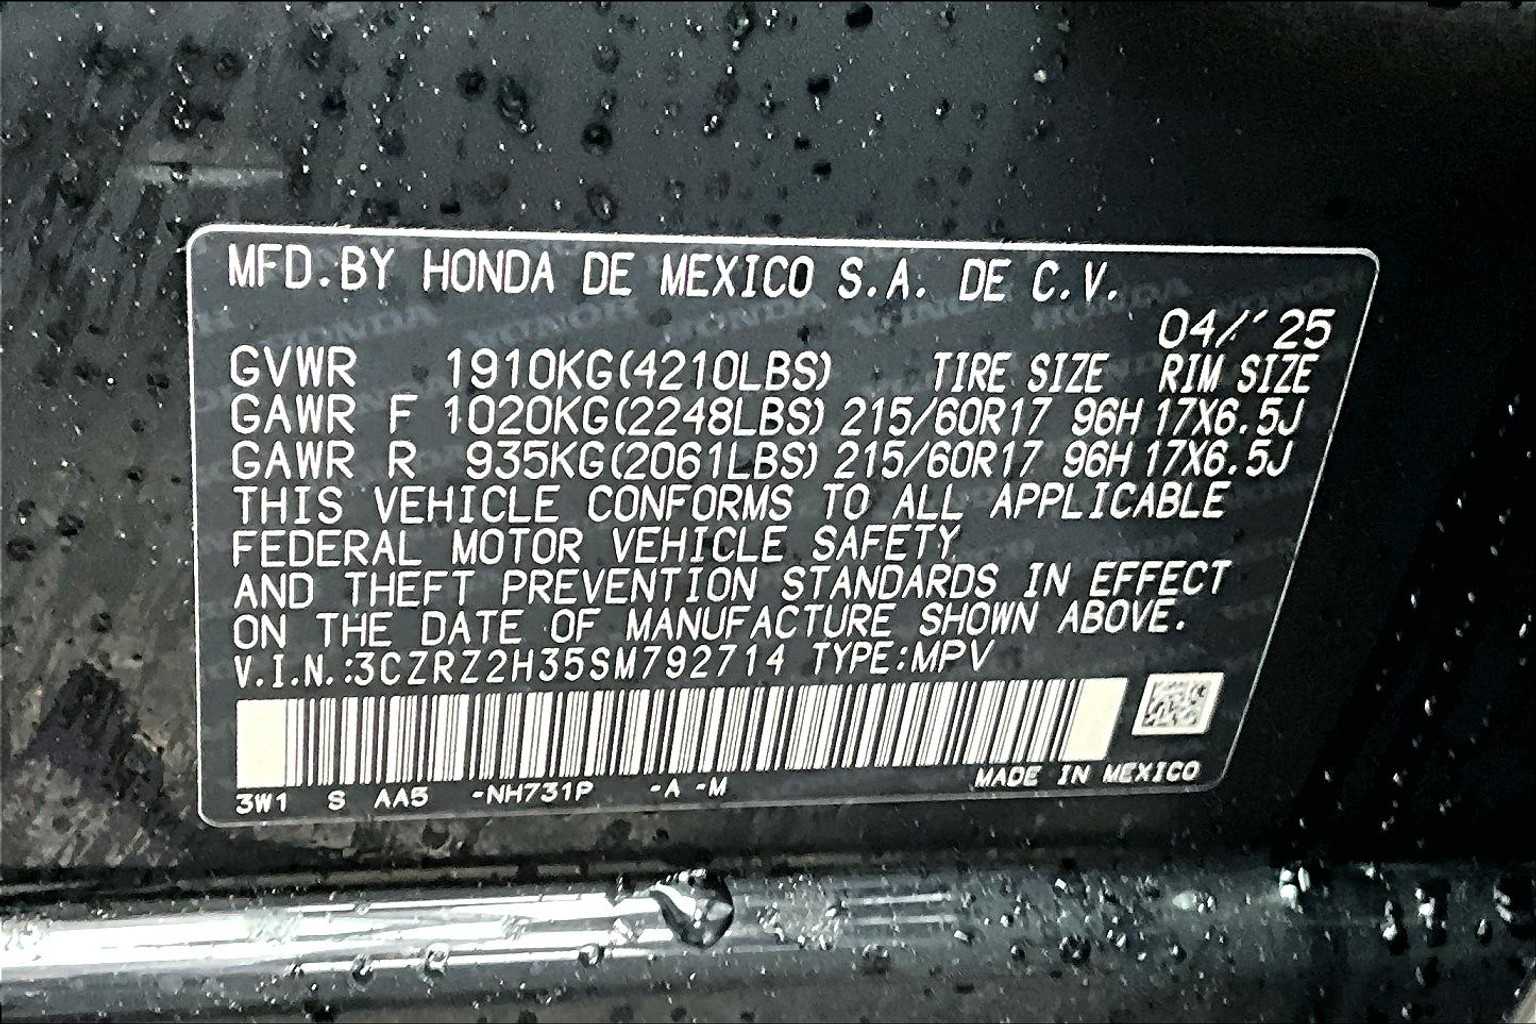 MFD.BY HONDA DE MEXICO S.A. DE C.V.
04/'25
GVWR 1910KG(4210LBS) TIRE SIZE RIM SIZE
GAWR F 1020KG(2248LBS) 215/60R17 96H 17X6.5J
GAWR R 935KG(2061LBS) 215/60R17 96H 17X6.5J
THIS VEHICLE CONFORMS TO ALL APPLICABLE
FEDERAL MOTOR VEHICLE SAFETY
AND THEFT PREVENTION STANDARDS IN EFFECT
ON THE DATE OF MANUFACTURE SHOWN ABOVE.
V.I.N.:3CZRZ2H35SM792714 TYPE:MPV
3W1 S AA5 -NH731P -A -M MADE IN MEXICO